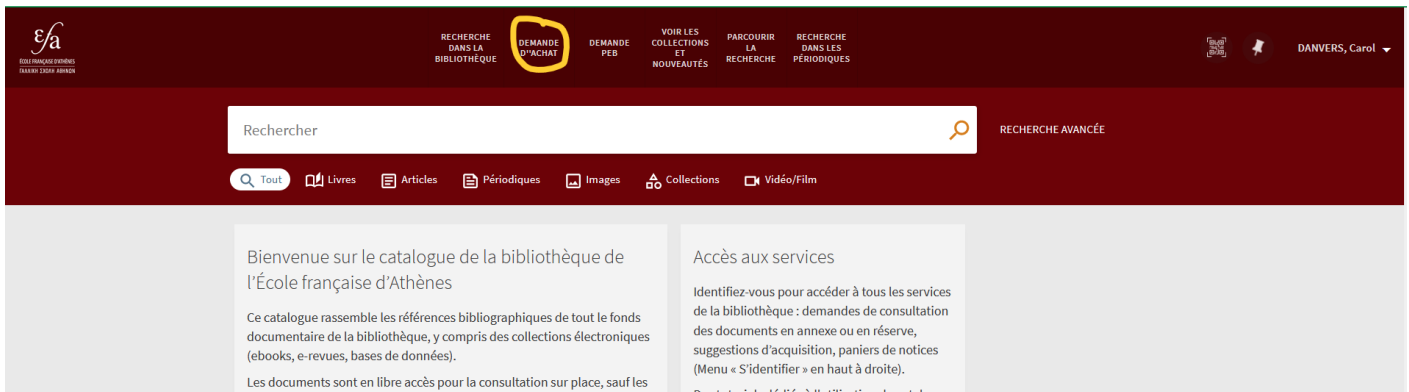 εfa
ÉCOLE FRANÇAISE D'ATHÈNES
ΓΑΛΛΙΚΗ ΣΧΟΛΗ ΑΘΗΝΩΝ
RECHERCHE
DANS LA
BIBLIOTHÈQUE
DEMANDE
D''ACHAT
DEMANDE
PEB
VOIR LES
COLLECTIONS
ET
NOUVEAUTÉS
PARCOURIR
LA
RECHERCHE
RECHERCHE
DANS LES
PÉRIODIQUES
DANVERS, Carol
Rechercher
RECHERCHE AVANCÉE
Tout
Livres
Articles
Périodiques
Images
Collections
Vidéo/Film
Bienvenue sur le catalogue de la bibliothèque de
l'École française d'Athènes
Ce catalogue rassemble les références bibliographiques de tout le fonds
documentaire de la bibliothèque, y compris des collections électroniques
(ebooks, e-revues, bases de données).
Les documents sont en libre accès pour la consultation sur place, sauf les
Accès aux services
Identifiez-vous pour accéder à tous les services
de la bibliothèque : demandes de consultation
des documents en annexe ou en réserve,
suggestions d'acquisition, paniers de notices
(Menu « S'identifier » en haut à droite).